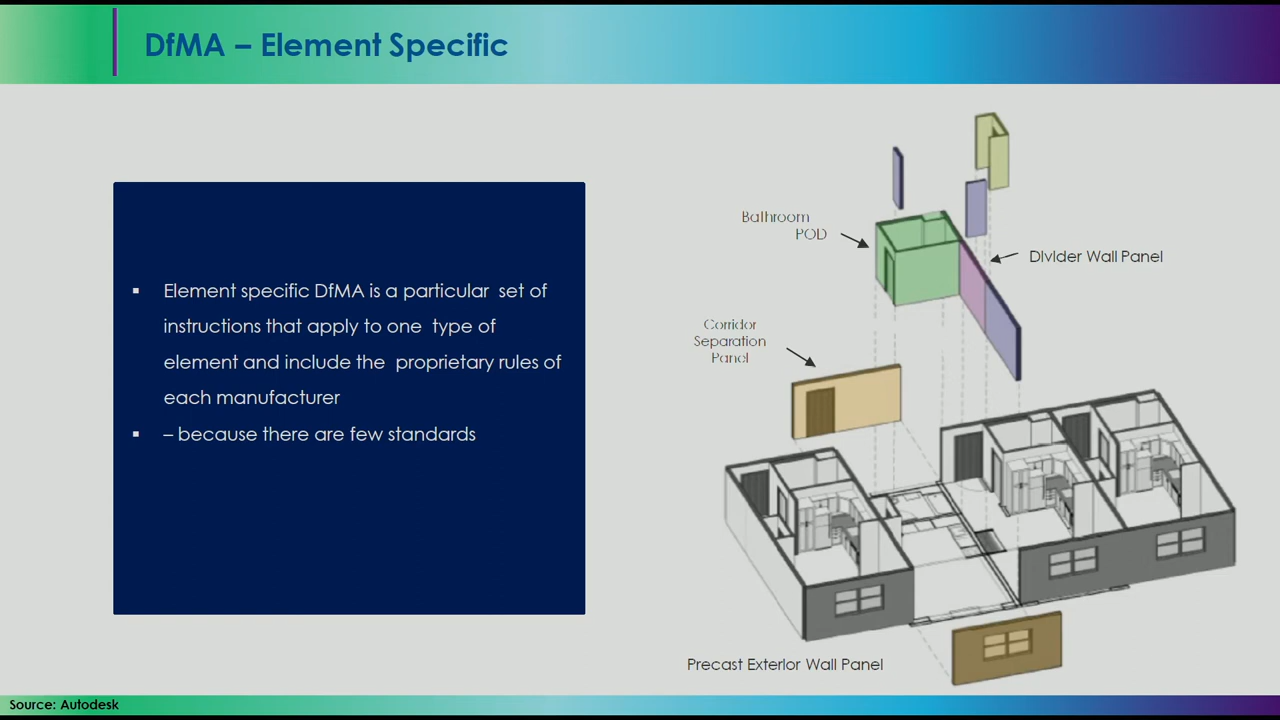 DfMA – Element Specific
▪ Element specific DfMA is a particular set of
instructions that apply to one type of
element and include the proprietary rules of
each manufacturer
▪ – because there are few standards
Bathroom
POD
Divider Wall Panel
Corridor
Separation
Panel
Precast Exterior Wall Panel
Source: Autodesk